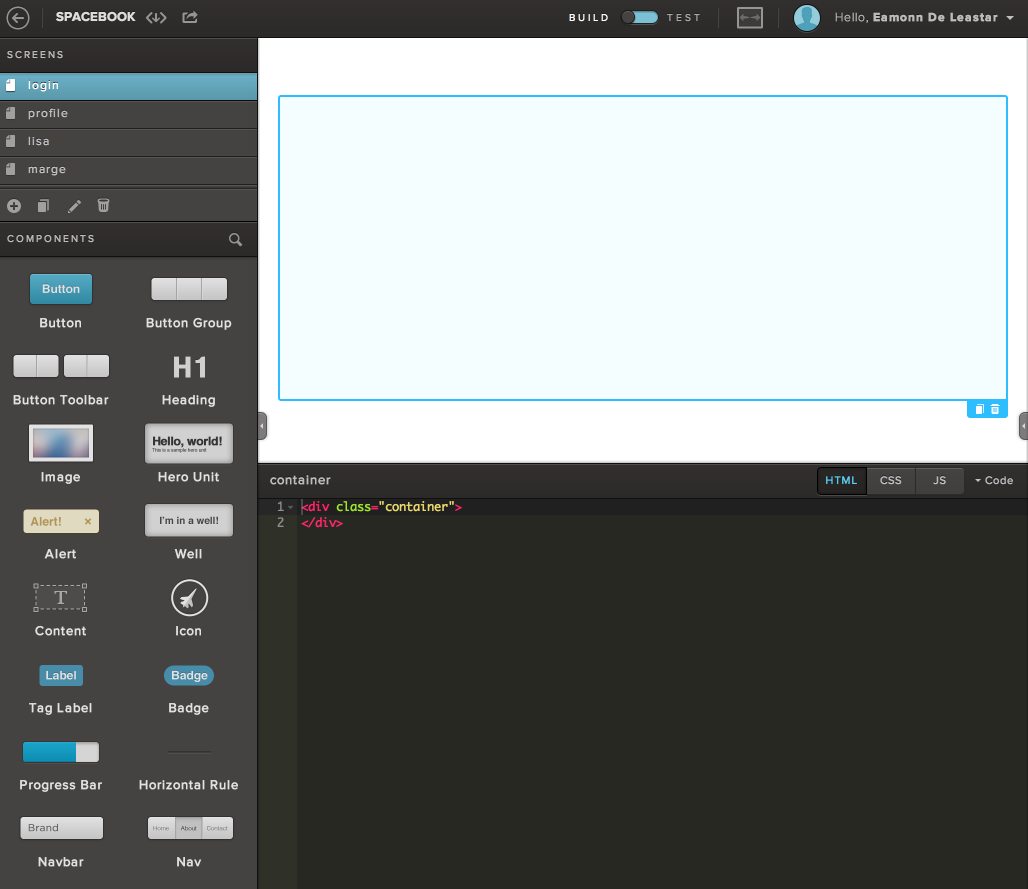 SPACEBOOK
BUILD TEST
Hello, Eamonn De Leastar
SCREENS
login
profile
lisa
marge
COMPONENTS
Button
Button
Button Group
Button Toolbar
H1
Heading
Image
Hello, world!
This is a sample hero unit
Hero Unit
Alert! ×
Alert
I'm in a well!
Well
T
Content
Icon
Label
Tag Label
Badge
Badge
Progress Bar
Horizontal Rule
Brand
Navbar
Home About Contact
Nav
container
HTML CSS JS Code
1 <div class="container">
2 </div>